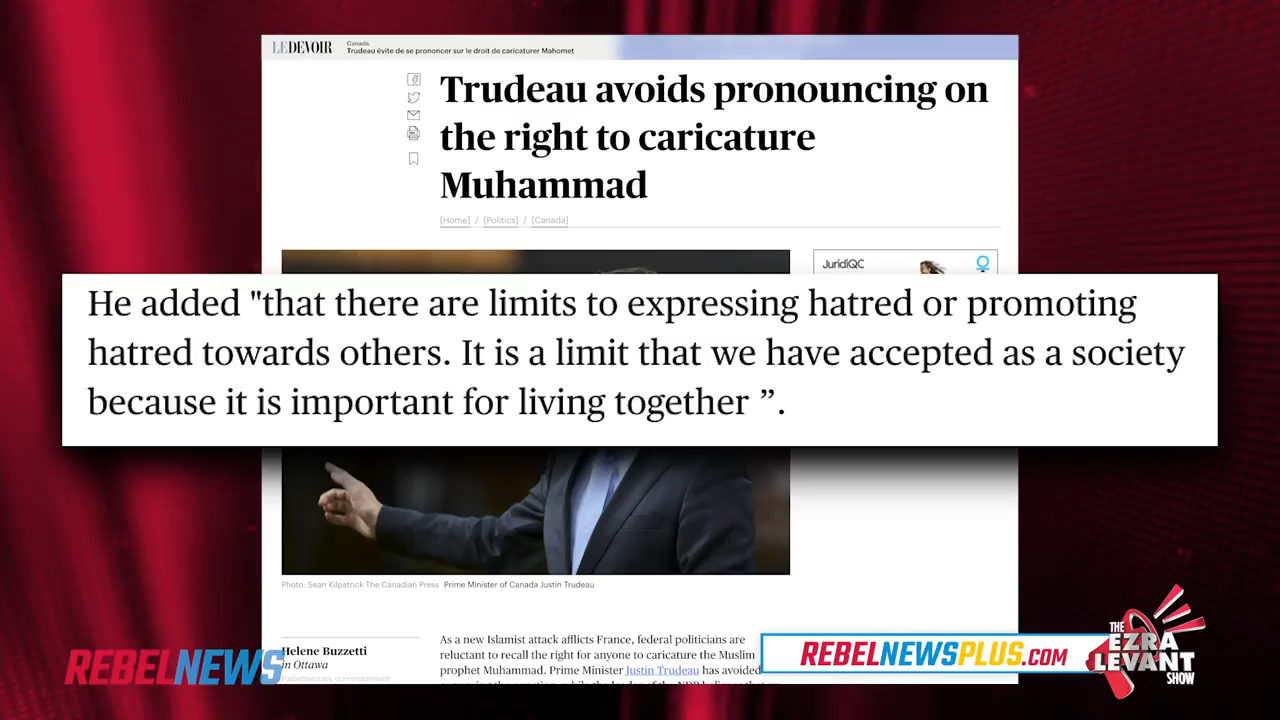 LE DEVOIR
Canada
Trudeau évite de se prononcer sur le droit de caricaturer Mahomet
Trudeau avoids pronouncing on
the right to caricature
Muhammad
[Home] / [Politics] / [Canada]
JuridiQC
He added "that there are limits to expressing hatred or promoting
hatred towards others. It is a limit that we have accepted as a society
because it is important for living together ”.
Photo: Sean Kilpatrick The Canadian Press Prime Minister of Canada Justin Trudeau
Helene Buzzetti
in Ottawa
As a new Islamist attack afflicts France, federal politicians are
reluctant to recall the right for anyone to caricature the Muslim
prophet Muhammad. Prime Minister Justin Trudeau has avoided
REBELNEWS
REBELNEWSPLUS.COM
THE
EZRA
LEVANT
SHOW